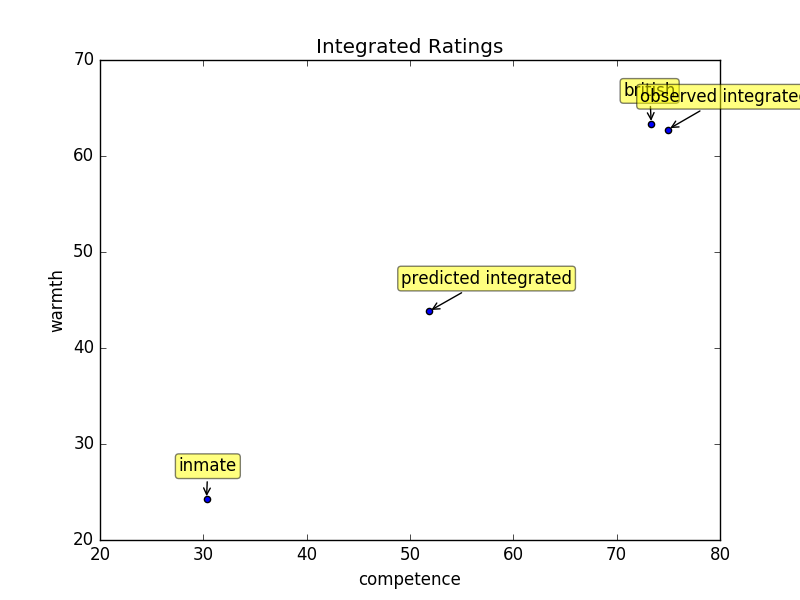 Integrated Ratings
70
60
50
40
30
20
warmth
british
observed integrated
predicted integrated
inmate
20
30
40
50
60
70
80
competence